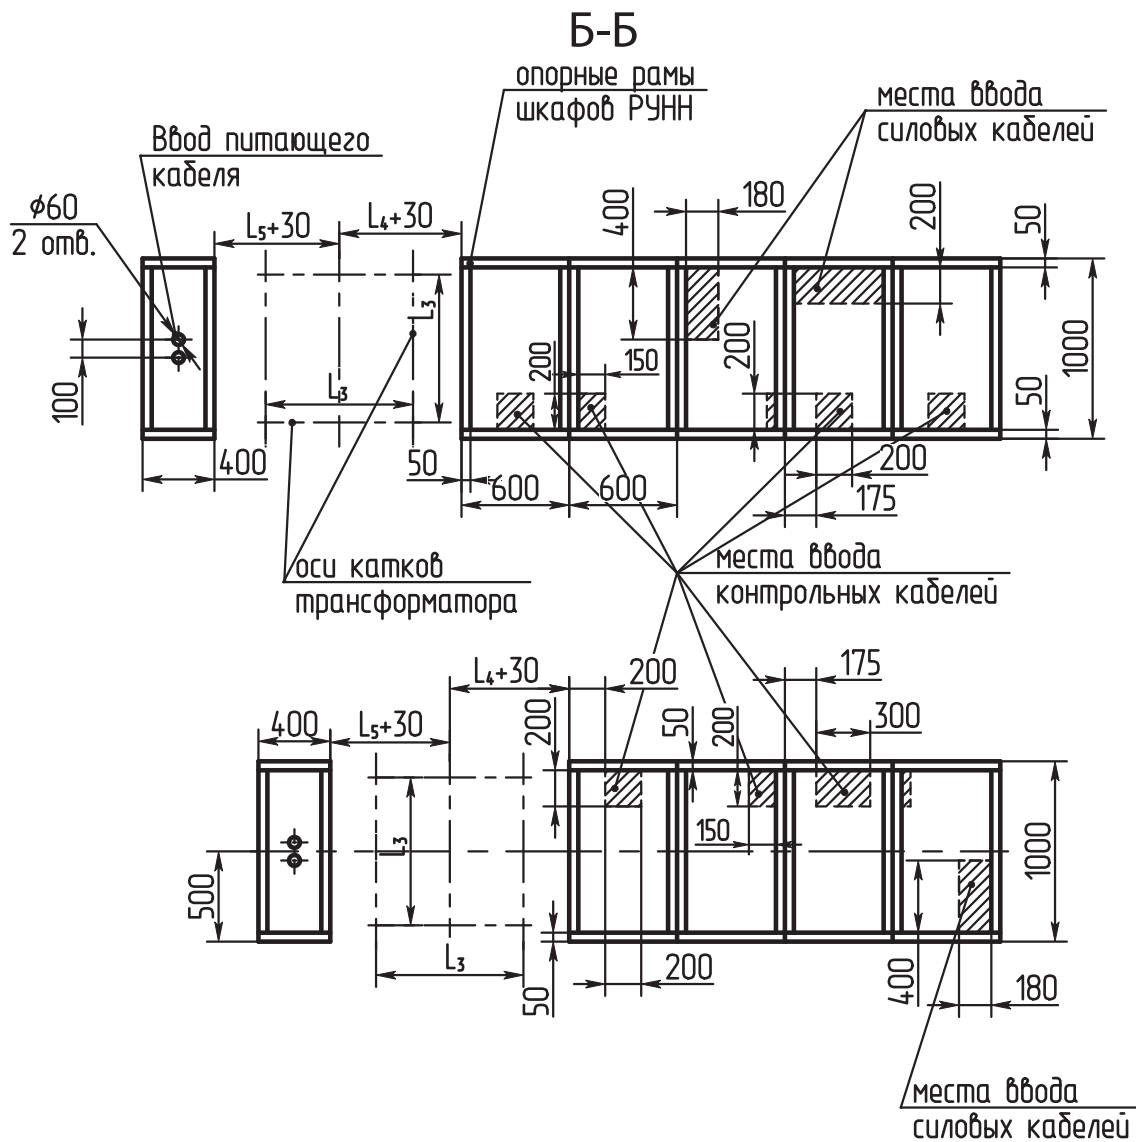 Б-Б
опорные рамы
шкафов РУНН
места ввода
силовых кабелей
Ввод питающего
кабеля
ϕ60
2 отв.
L₅+30
L₄+30
400
180
200
50
L₃
1000
100
200
150
200
50
L₃
400
50
600
600
200
175
оси катков
трансформатора
места ввода
контрольных кабелей
L₄+30
200
175
400
L₅+30
200
50
200
300
L₃
150
1000
500
L₃
50
200
400
180
места ввода
силовых кабелей